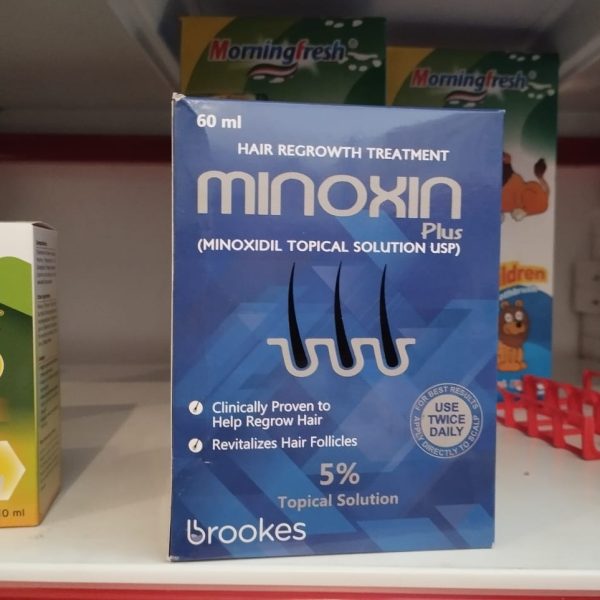 Morningfresh
Morningfresh
60 ml
HAIR REGROWTH TREATMENT
MINOXIN
Plus
(MINOXIDIL TOPICAL SOLUTION USP)
ldren
Clinically Proven to
Help Regrow Hair
Revitalizes Hair Follicles
FOR BEST RESULTS
USE
TWICE
DAILY
APPLY DIRECTLY TO SCALP
5%
Topical Solution
brookes
0 ml